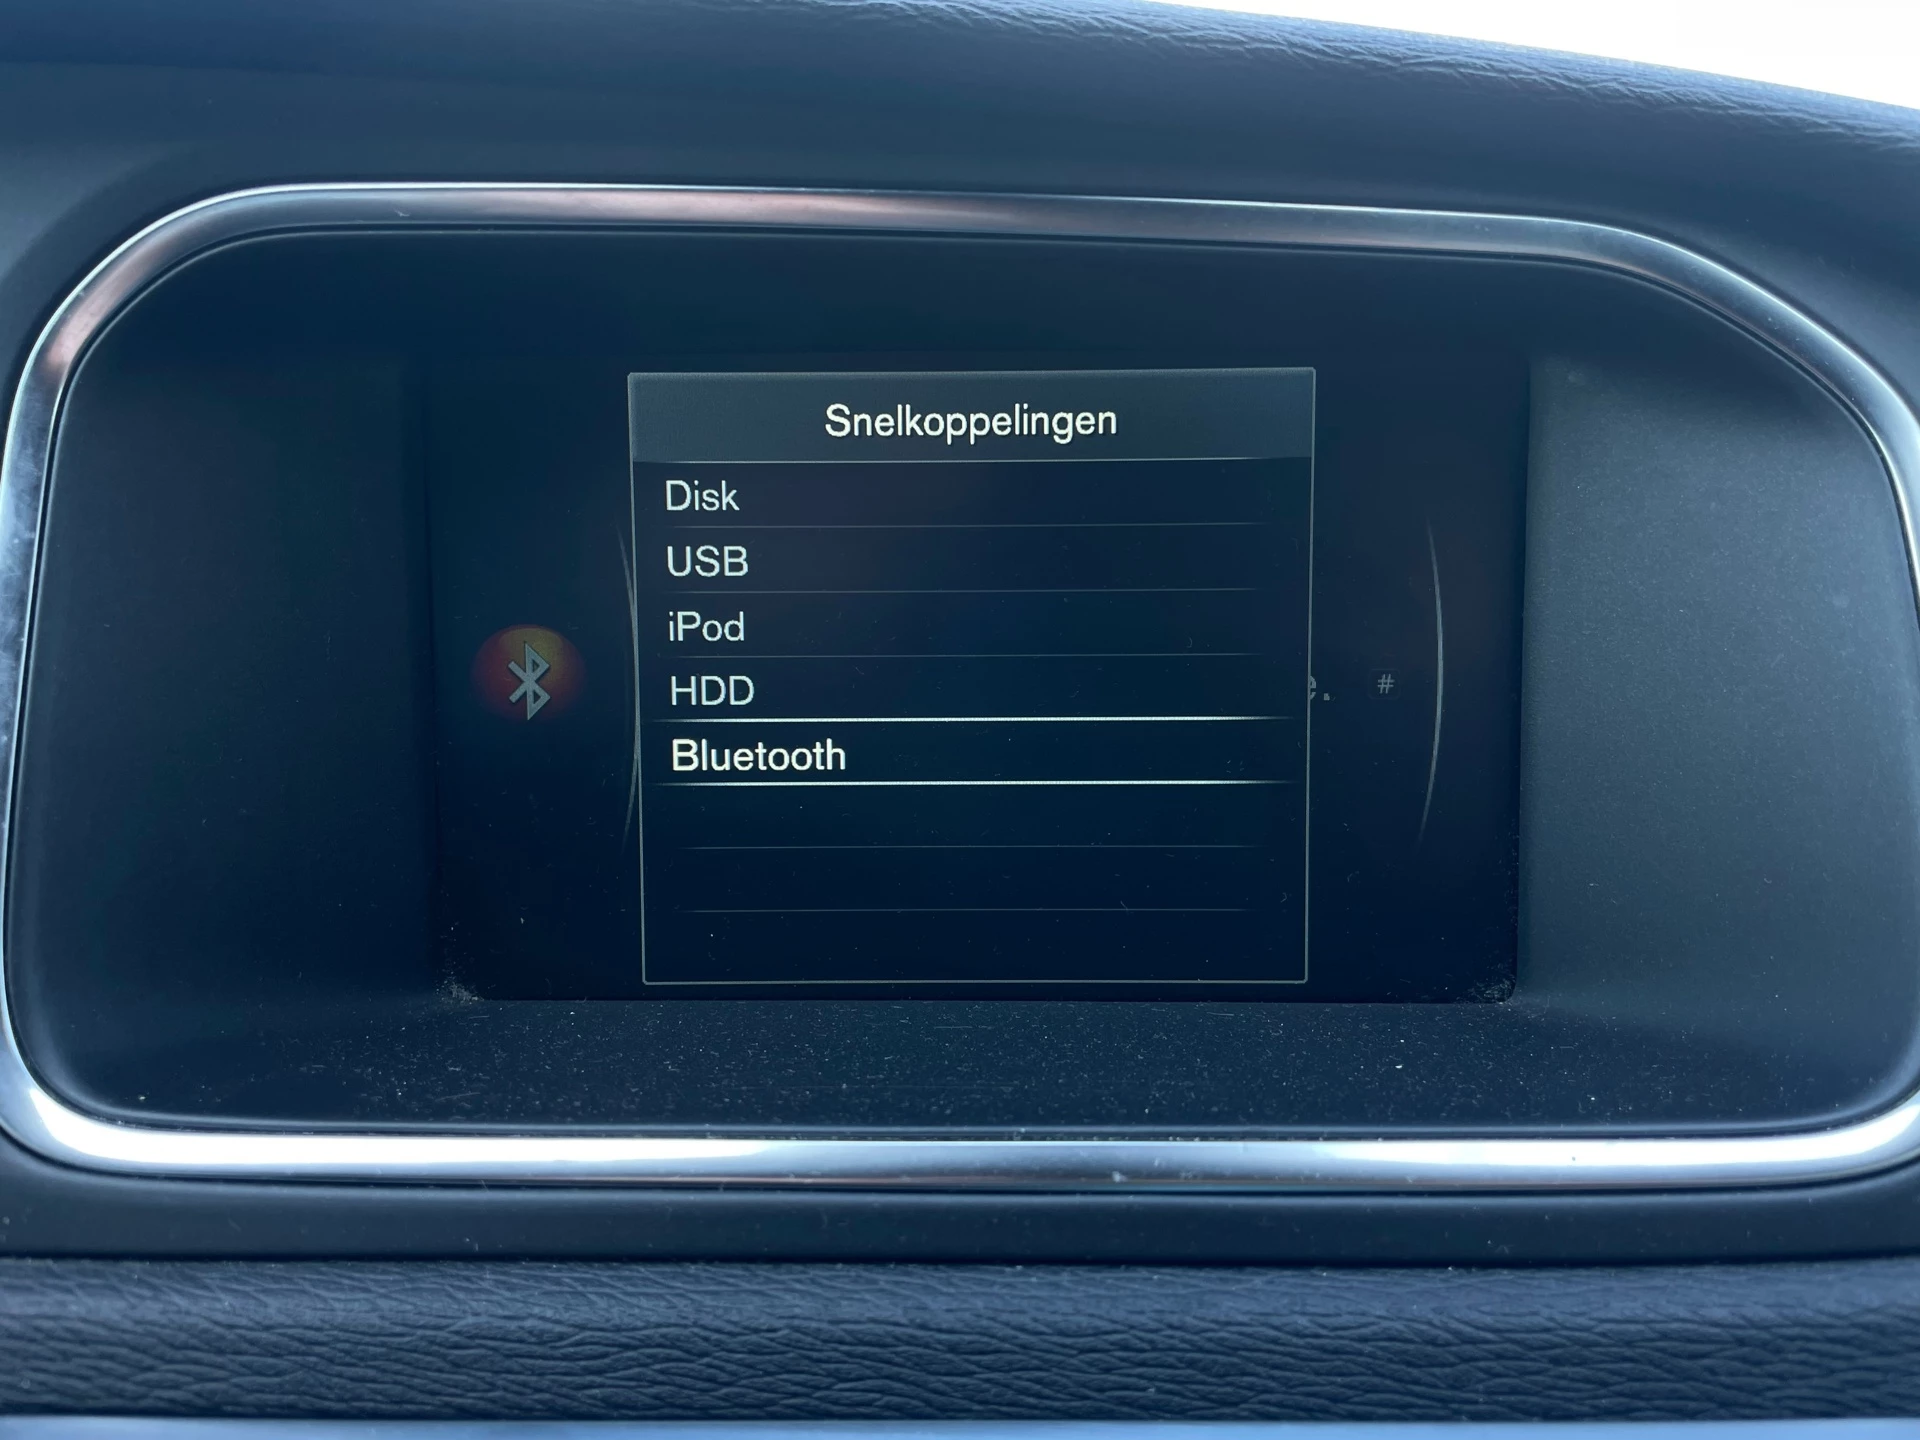 Snelkoppelingen
Disk
USB
iPod
HDD
#
Bluetooth